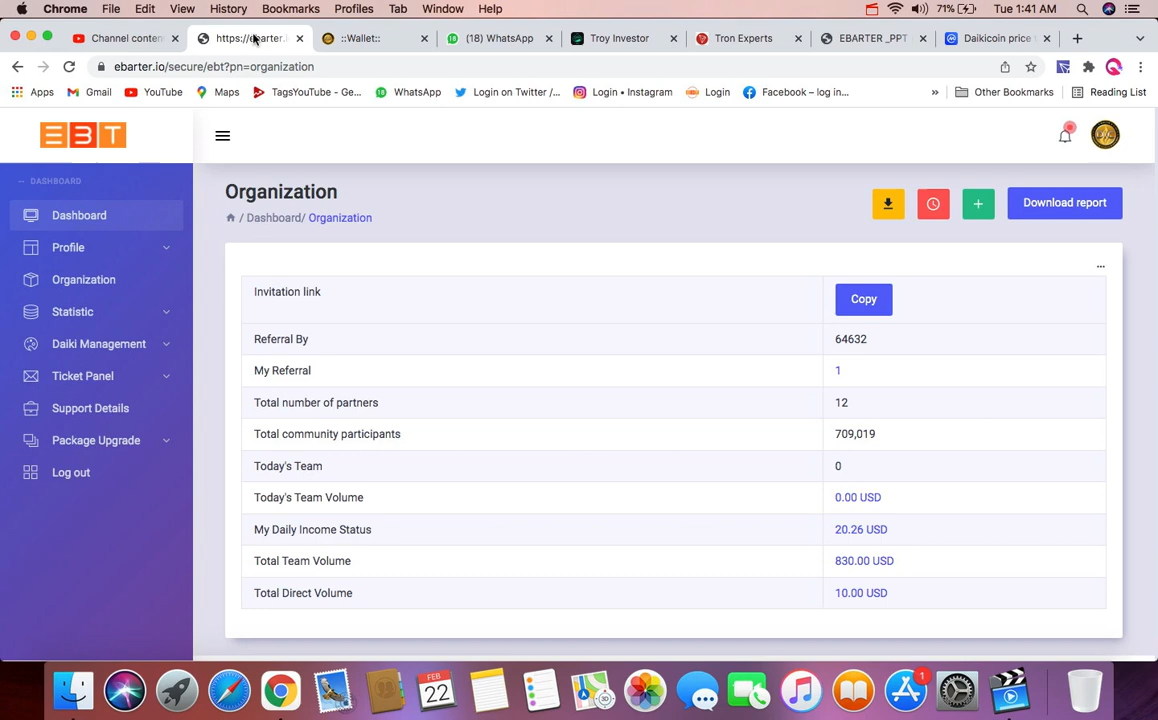 Chrome File Edit View History Bookmarks Profiles Tab Window Help 71% Tue 1:41 AM
Channel conten https://ebarter. ::Wallet:: (18) WhatsApp Troy Investor Tron Experts EBARTER _PPT Daikicoin price
ebarter.io/secure/ebt?pn=organization
Apps Gmail YouTube Maps TagsYouTube - Ge... WhatsApp Login on Twitter /... Login • Instagram Login Facebook – log in... » Other Bookmarks Reading List
EBT
-- DASHBOARD
Dashboard
Profile
Organization
Statistic
Daiki Management
Ticket Panel
Support Details
Package Upgrade
Log out
Organization
/ Dashboard/ Organization
Download report
...
Invitation link Copy
Referral By 64632
My Referral 1
Total number of partners 12
Total community participants 709,019
Today's Team 0
Today's Team Volume 0.00 USD
My Daily Income Status 20.26 USD
Total Team Volume 830.00 USD
Total Direct Volume 10.00 USD
FEB
22
1